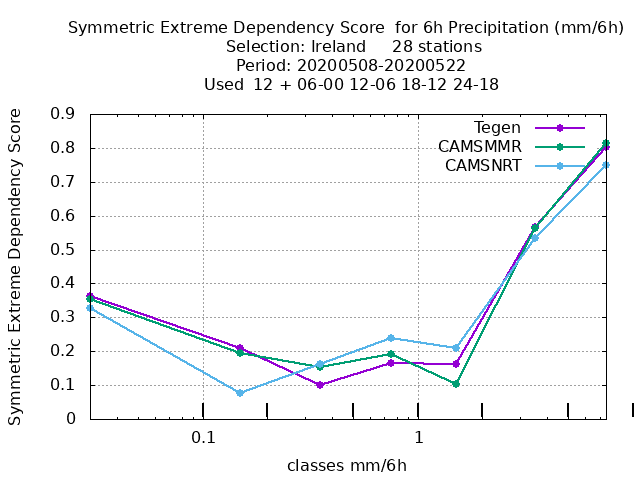 Symmetric Extreme Dependency Score  for 6h Precipitation (mm/6h)
Selection: Ireland     28 stations
Period: 20200508-20200522
Used  12 + 06-00 12-06 18-12 24-18
Symmetric Extreme Dependency Score
0.9
0.8
0.7
0.6
0.5
0.4
0.3
0.2
0.1
0
Tegen
CAMSMMR
CAMSNRT
0.1
1
classes mm/6h